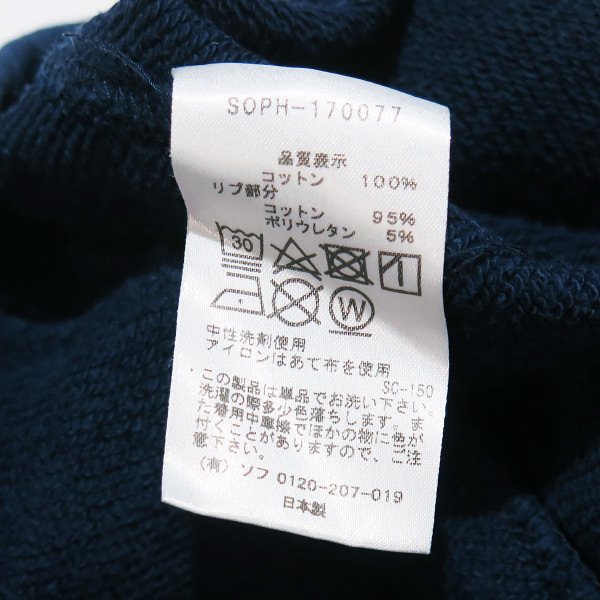 SOPH-170077
品質表示
コットン 100%
リブ部分
コットン 95%
ポリウレタン 5%
30
W
中性洗剤使用
アイロンはあて布を使用
SC-150
・この製品は単品でお洗い下さい。
洗濯の際多少色落ちします。ま
た着用中摩擦でほかの物に色が
付くことがありますので、ご注
意下さい。
(有)ソフ 0120-207-019
日本製